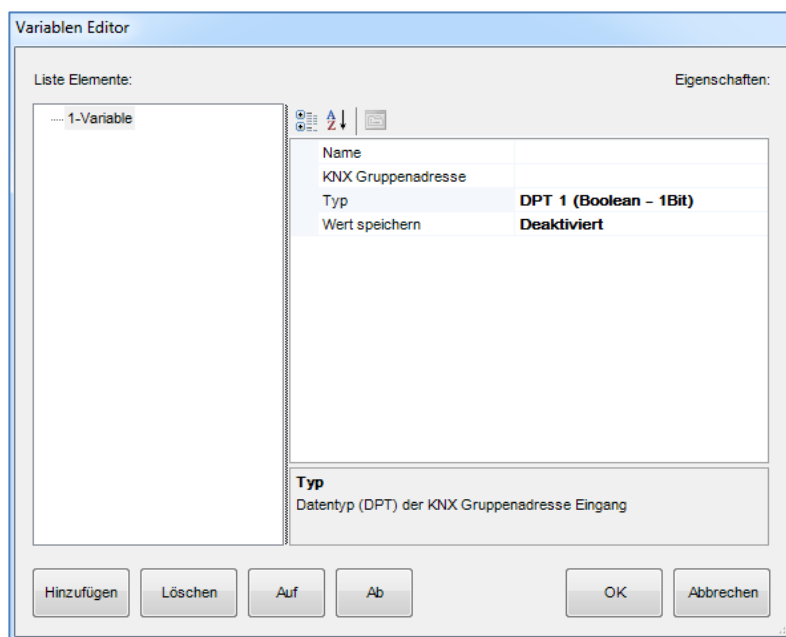 Variablen Editor
Liste Elemente: Eigenschaften:
1-Variable
A
Z
Name
KNX Gruppenadresse
Typ DPT 1 (Boolean – 1Bit)
Wert speichern Deaktiviert
Typ
Datentyp (DPT) der KNX Gruppenadresse Eingang
Hinzufügen Löschen Auf Ab OK Abbrechen